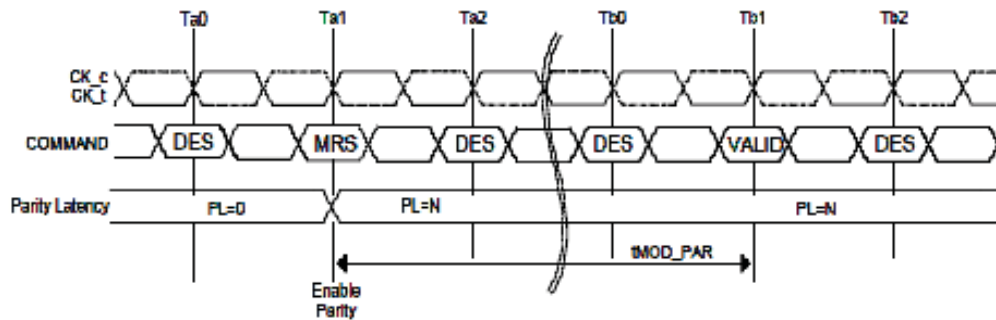 Ta0 Ta1 Ta2 Tb0 Tb1 Tb2
CK_c
CK_t
COMMAND DES MRS DES DES VALID DES
Parity Latency PL=0 PL=N PL=N
tMOD_PAR
Enable
Parity